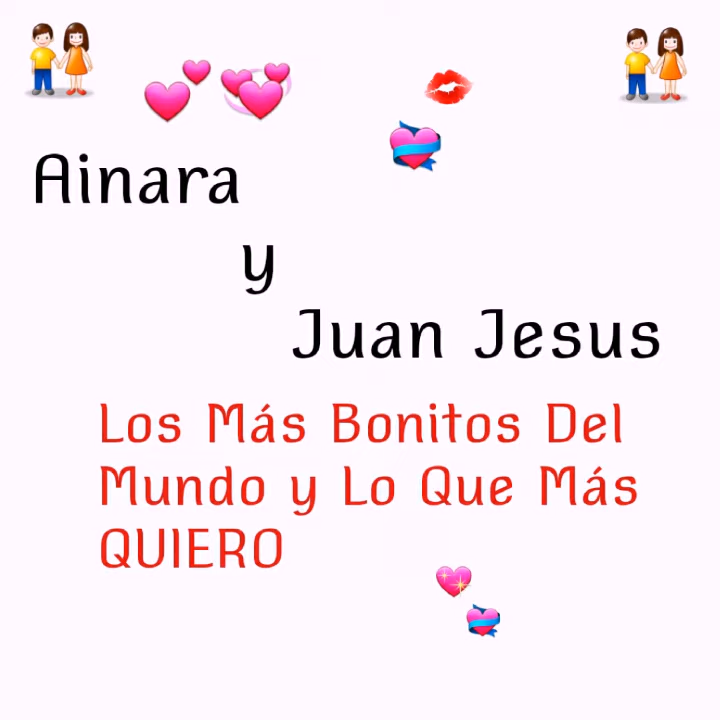 Ainara
y
Juan Jesus
Los Más Bonitos Del
Mundo y Lo Que Más
QUIERO